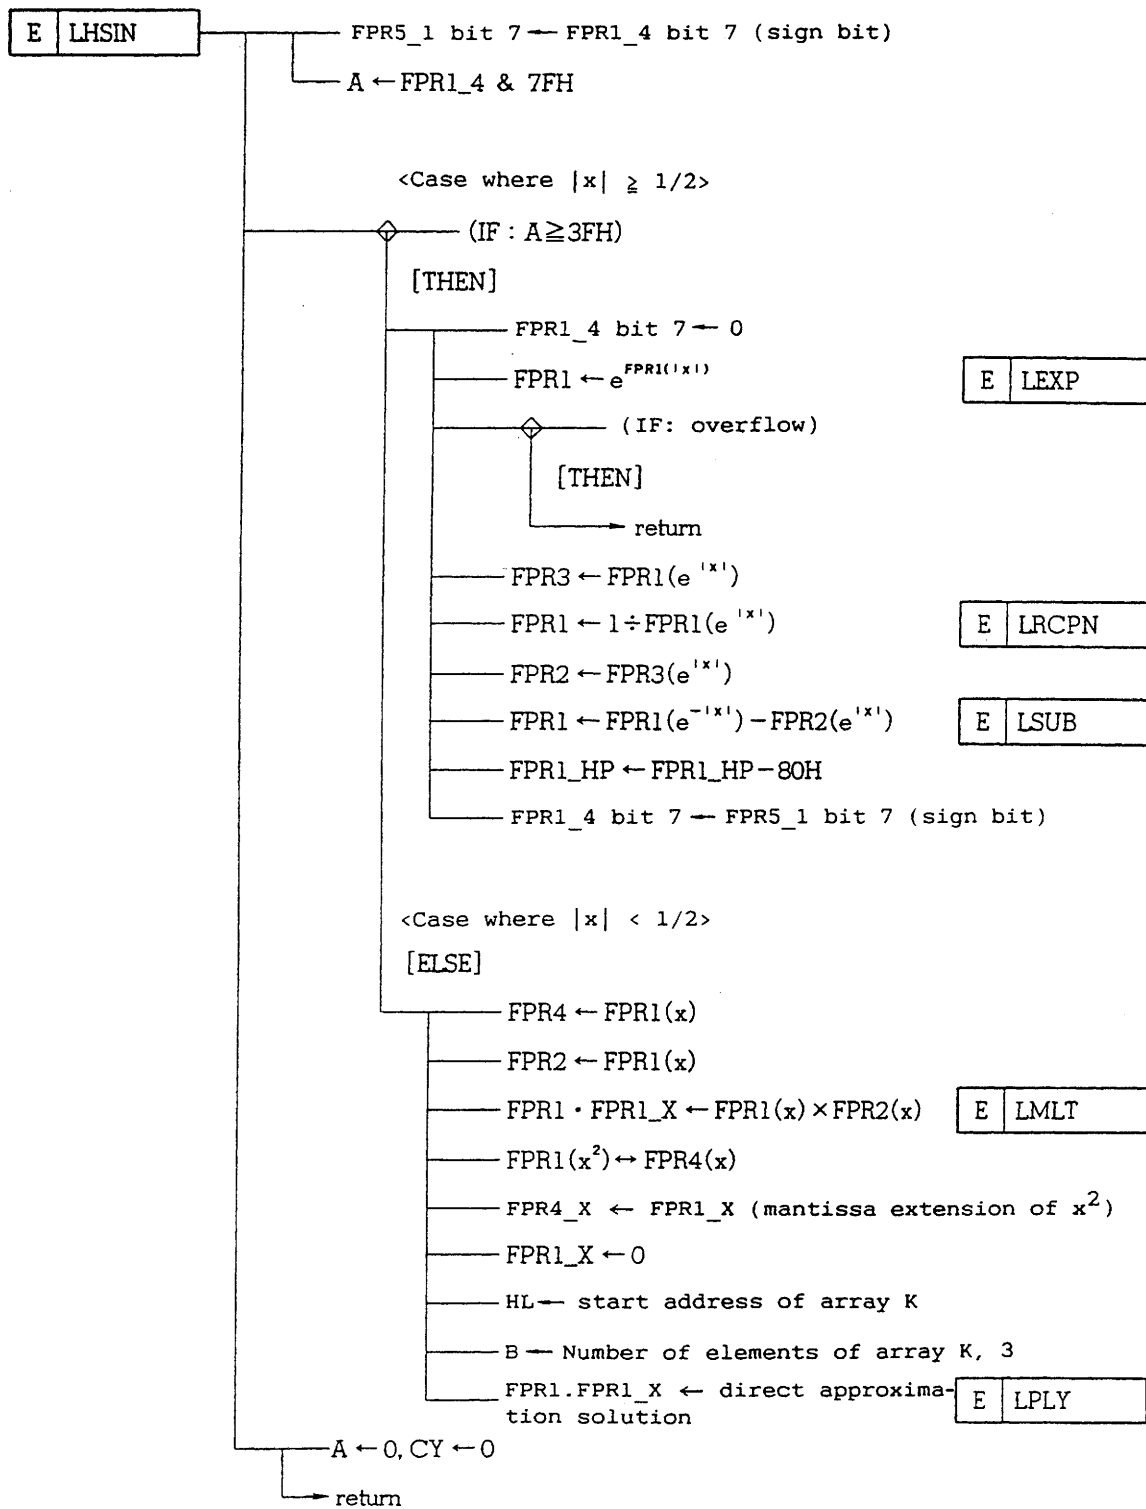 E LHSIN FPR5_1 bit 7 ← FPR1_4 bit 7 (sign bit)
A ← FPR1_4 & 7FH
<Case where |x| ≧ 1/2>
(IF : A≧3FH)
[THEN]
FPR1_4 bit 7 ← 0
FPR1 ← e^FPR1(|x|) E LEXP
(IF: overflow)
[THEN]
return
FPR3 ← FPR1(e^|x|)
FPR1 ← 1÷FPR1(e^|x|) E LRCPN
FPR2 ← FPR3(e^|x|)
FPR1 ← FPR1(e^-|x|) − FPR2(e^|x|) E LSUB
FPR1_HP ← FPR1_HP − 80H
FPR1_4 bit 7 ← FPR5_1 bit 7 (sign bit)
<Case where |x| < 1/2>
[ELSE]
FPR4 ← FPR1(x)
FPR2 ← FPR1(x)
FPR1 · FPR1_X ← FPR1(x) × FPR2(x) E LMLT
FPR1(x²) ↔ FPR4(x)
FPR4_X ← FPR1_X (mantissa extension of x²)
FPR1_X ← 0
HL ← start address of array K
B ← Number of elements of array K, 3
FPR1.FPR1_X ← direct approxima- E LPLY
tion solution
A ← 0, CY ← 0
return